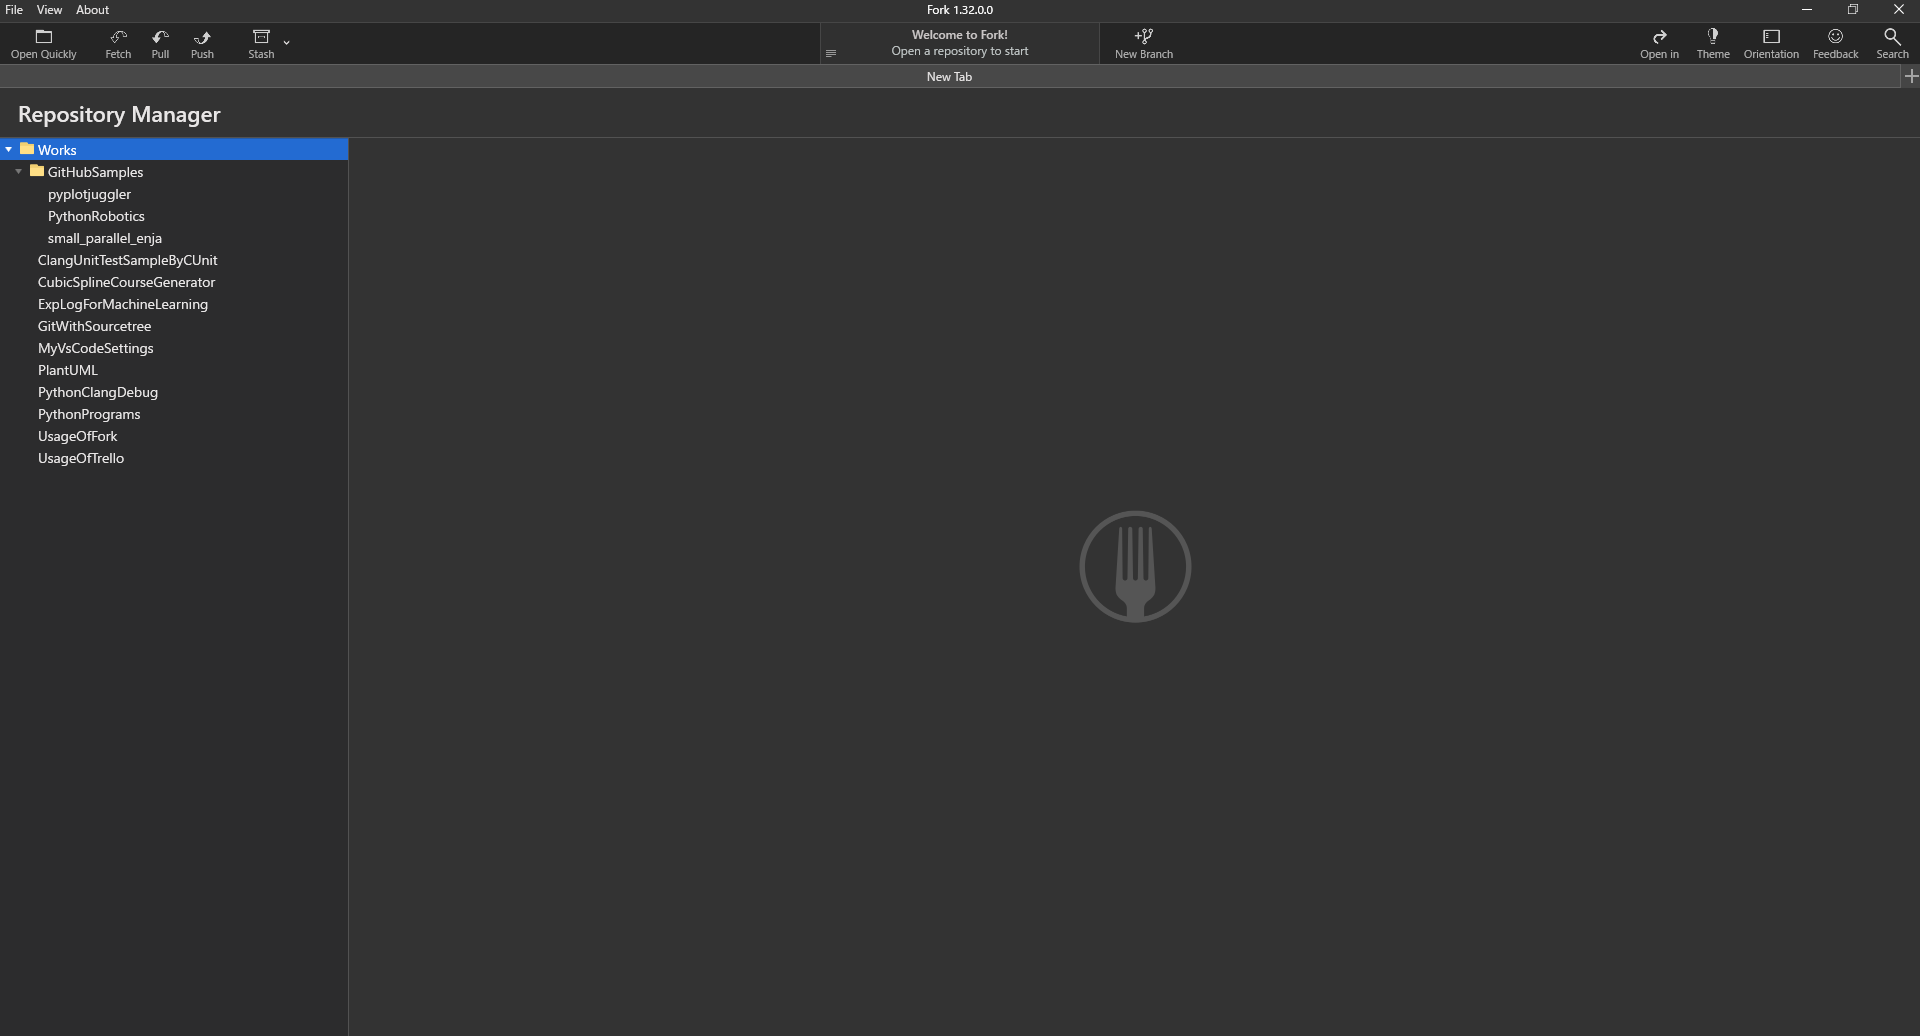 File View About
Fork 1.32.0.0
Open Quickly Fetch Pull Push Stash
Welcome to Fork!
Open a repository to start
New Branch
Open in Theme Orientation Feedback Search
New Tab
Repository Manager
Works
GitHubSamples
pyplotjuggler
PythonRobotics
small_parallel_enja
ClangUnitTestSampleByCUnit
CubicSplineCourseGenerator
ExpLogForMachineLearning
GitWithSourcetree
MyVsCodeSettings
PlantUML
PythonClangDebug
PythonPrograms
UsageOfFork
UsageOfTrello